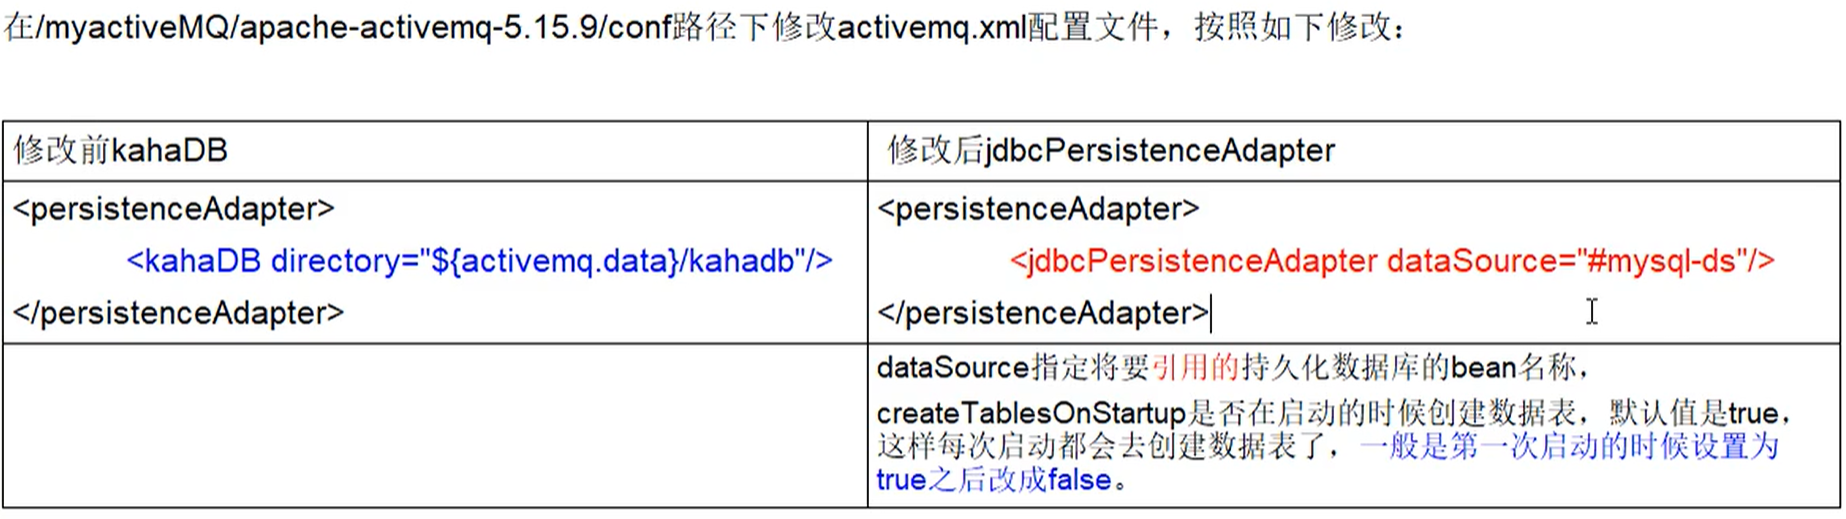 在/myactiveMQ/apache-activemq-5.15.9/conf路径下修改activemq.xml配置文件，按照如下修改：
修改前kahaDB
修改后jdbcPersistenceAdapter
<persistenceAdapter>
<kahaDB directory="${activemq.data}/kahadb"/>
</persistenceAdapter>
<persistenceAdapter>
<jdbcPersistenceAdapter dataSource="#mysql-ds"/>
</persistenceAdapter>
dataSource指定将要引用的持久化数据库的bean名称，
createTablesOnStartup是否在启动的时候创建数据表，默认值是true，
这样每次启动都会去创建数据表了，一般是第一次启动的时候设置为
true之后改成false。